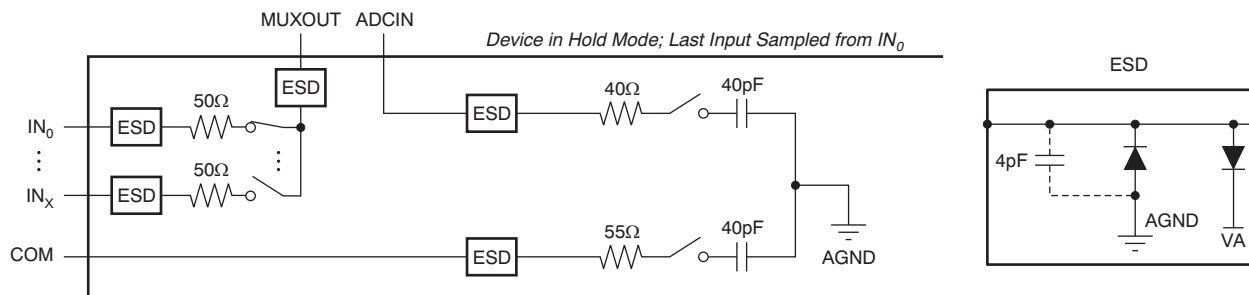 MUXOUT ADCIN
Device in Hold Mode; Last Input Sampled from IN₀
ESD
ESD
50Ω
40Ω
40pF
IN₀
ESD
ESD
⋮
50Ω
⋮
4pF
INₓ
ESD
AGND
VA
55Ω
40pF
COM
ESD
AGND